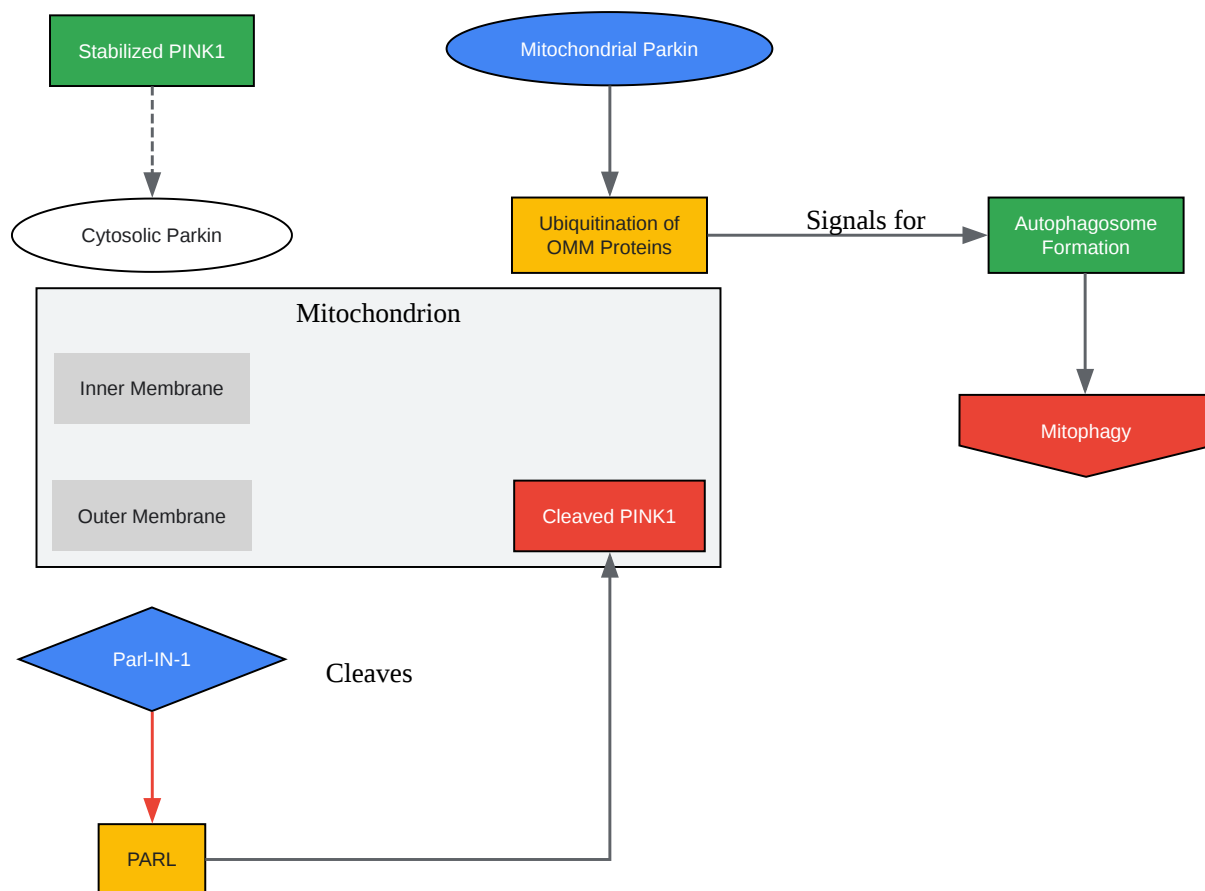 Stabilized PINK1
Mitochondrial Parkin
Cytosolic Parkin
Ubiquitination of
OMM Proteins
Signals for
Autophagosome
Formation
Mitochondrion
Inner Membrane
Mitophagy
Outer Membrane
Cleaved PINK1
Parl-IN-1
Cleaves
PARL